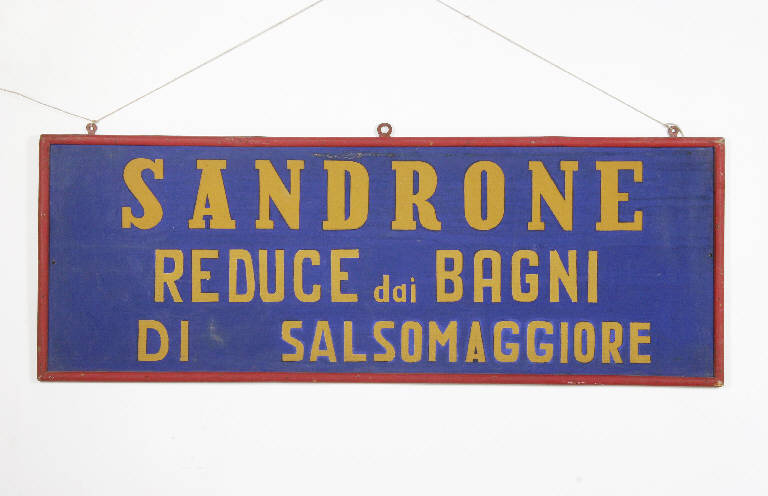 SANDRONE
REDUCE dai BAGNI
DI SALSOMAGGIORE